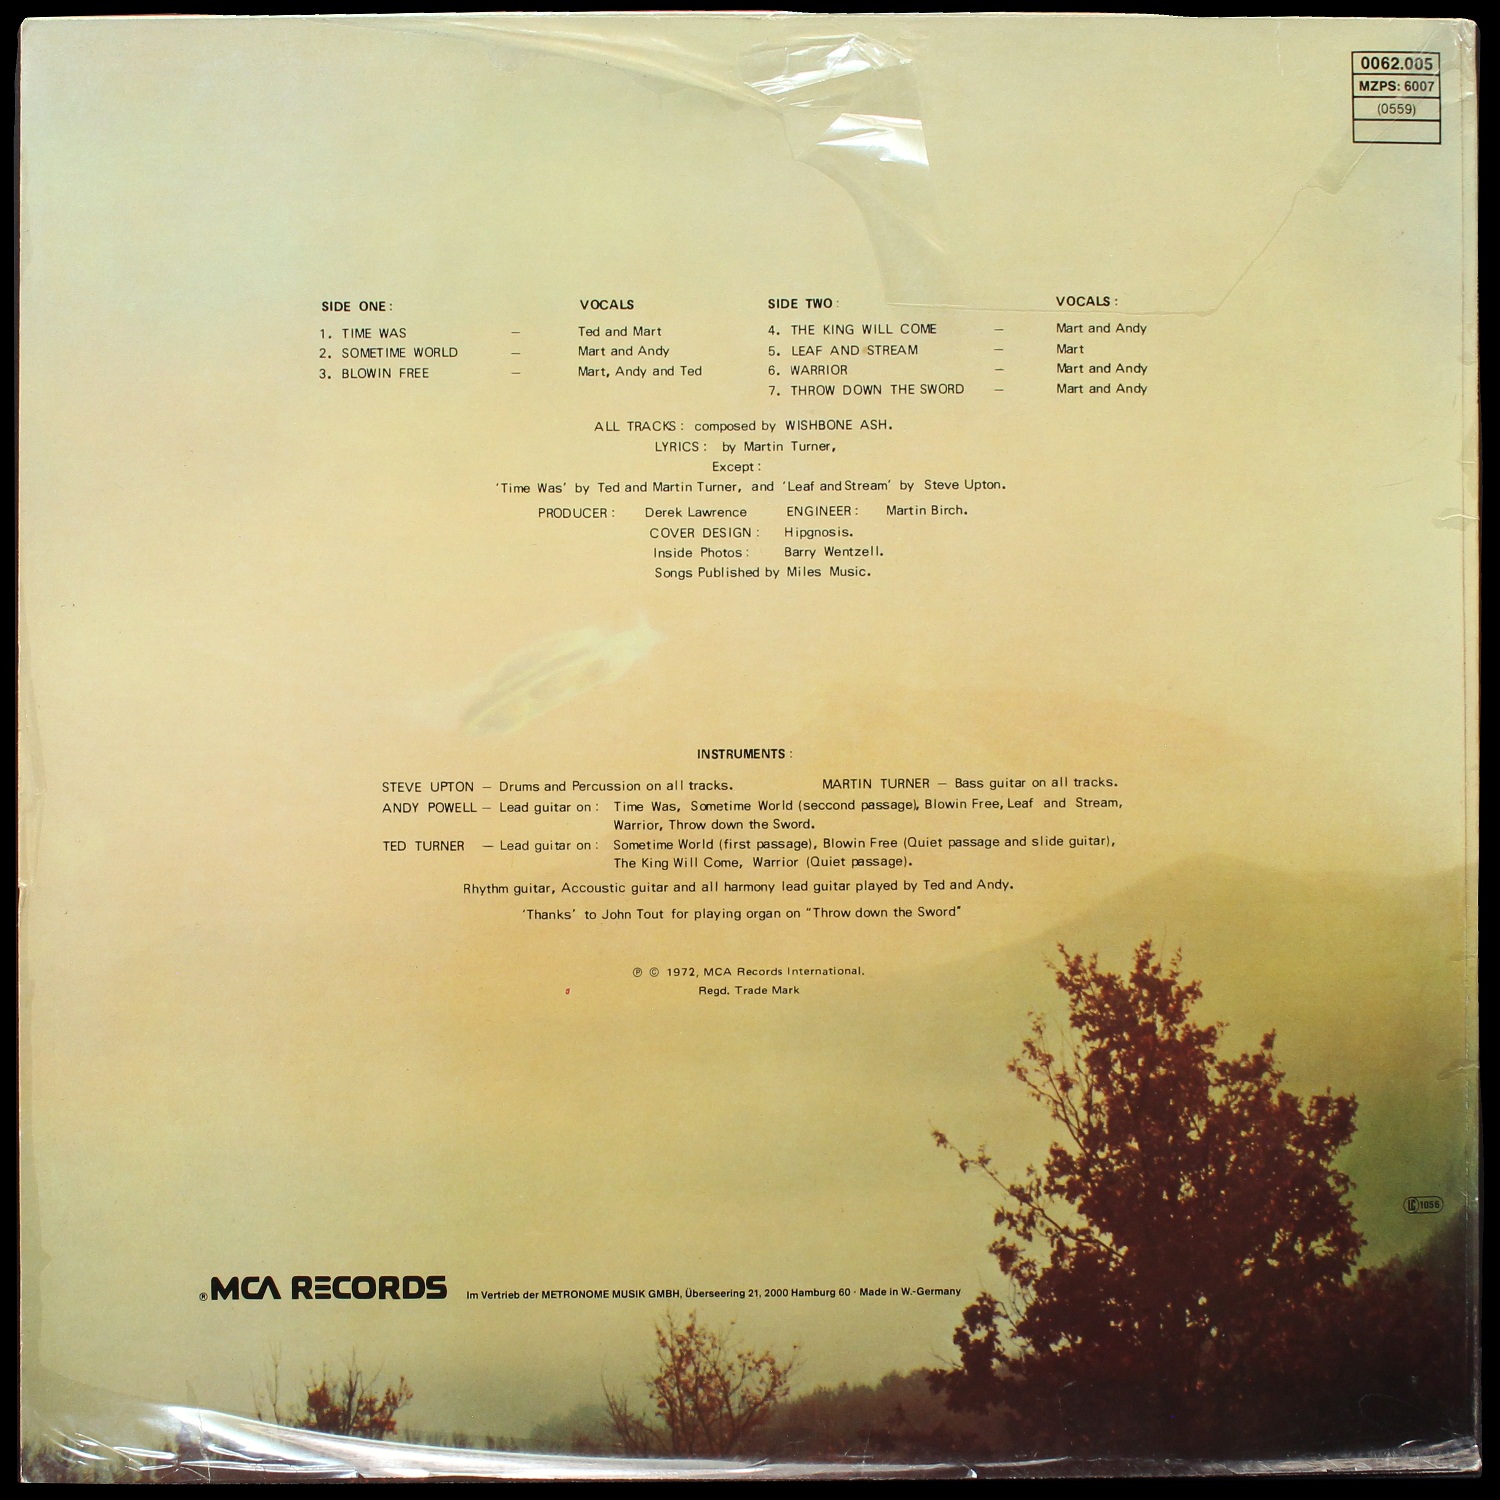 0062.005
MZPS: 6007
(0559)
SIDE ONE: VOCALS
1. TIME WAS — Ted and Mart
2. SOMETIME WORLD — Mart and Andy
3. BLOWIN FREE — Mart, Andy and Ted
SIDE TWO: VOCALS:
4. THE KING WILL COME — Mart and Andy
5. LEAF AND STREAM — Mart
6. WARRIOR — Mart and Andy
7. THROW DOWN THE SWORD — Mart and Andy
ALL TRACKS: composed by WISHBONE ASH.
LYRICS: by Martin Turner,
Except:
'Time Was' by Ted and Martin Turner, and 'Leaf and Stream' by Steve Upton.
PRODUCER: Derek Lawrence ENGINEER: Martin Birch.
COVER DESIGN: Hipgnosis.
Inside Photos: Barry Wentzell.
Songs Published by Miles Music.
INSTRUMENTS:
STEVE UPTON — Drums and Percussion on all tracks. MARTIN TURNER — Bass guitar on all tracks.
ANDY POWELL — Lead guitar on: Time Was, Sometime World (seccond passage), Blowin Free, Leaf and Stream,
Warrior, Throw down the Sword.
TED TURNER — Lead guitar on: Sometime World (first passage), Blowin Free (Quiet passage and slide guitar),
The King Will Come, Warrior (Quiet passage).
Rhythm guitar, Accoustic guitar and all harmony lead guitar played by Ted and Andy.
'Thanks' to John Tout for playing organ on "Throw down the Sword"
℗ © 1972, MCA Records International.
Regd. Trade Mark
LC 1056
® MCA RECORDS Im Vertrieb der METRONOME MUSIK GMBH, Überseering 21, 2000 Hamburg 60 · Made in W.-Germany